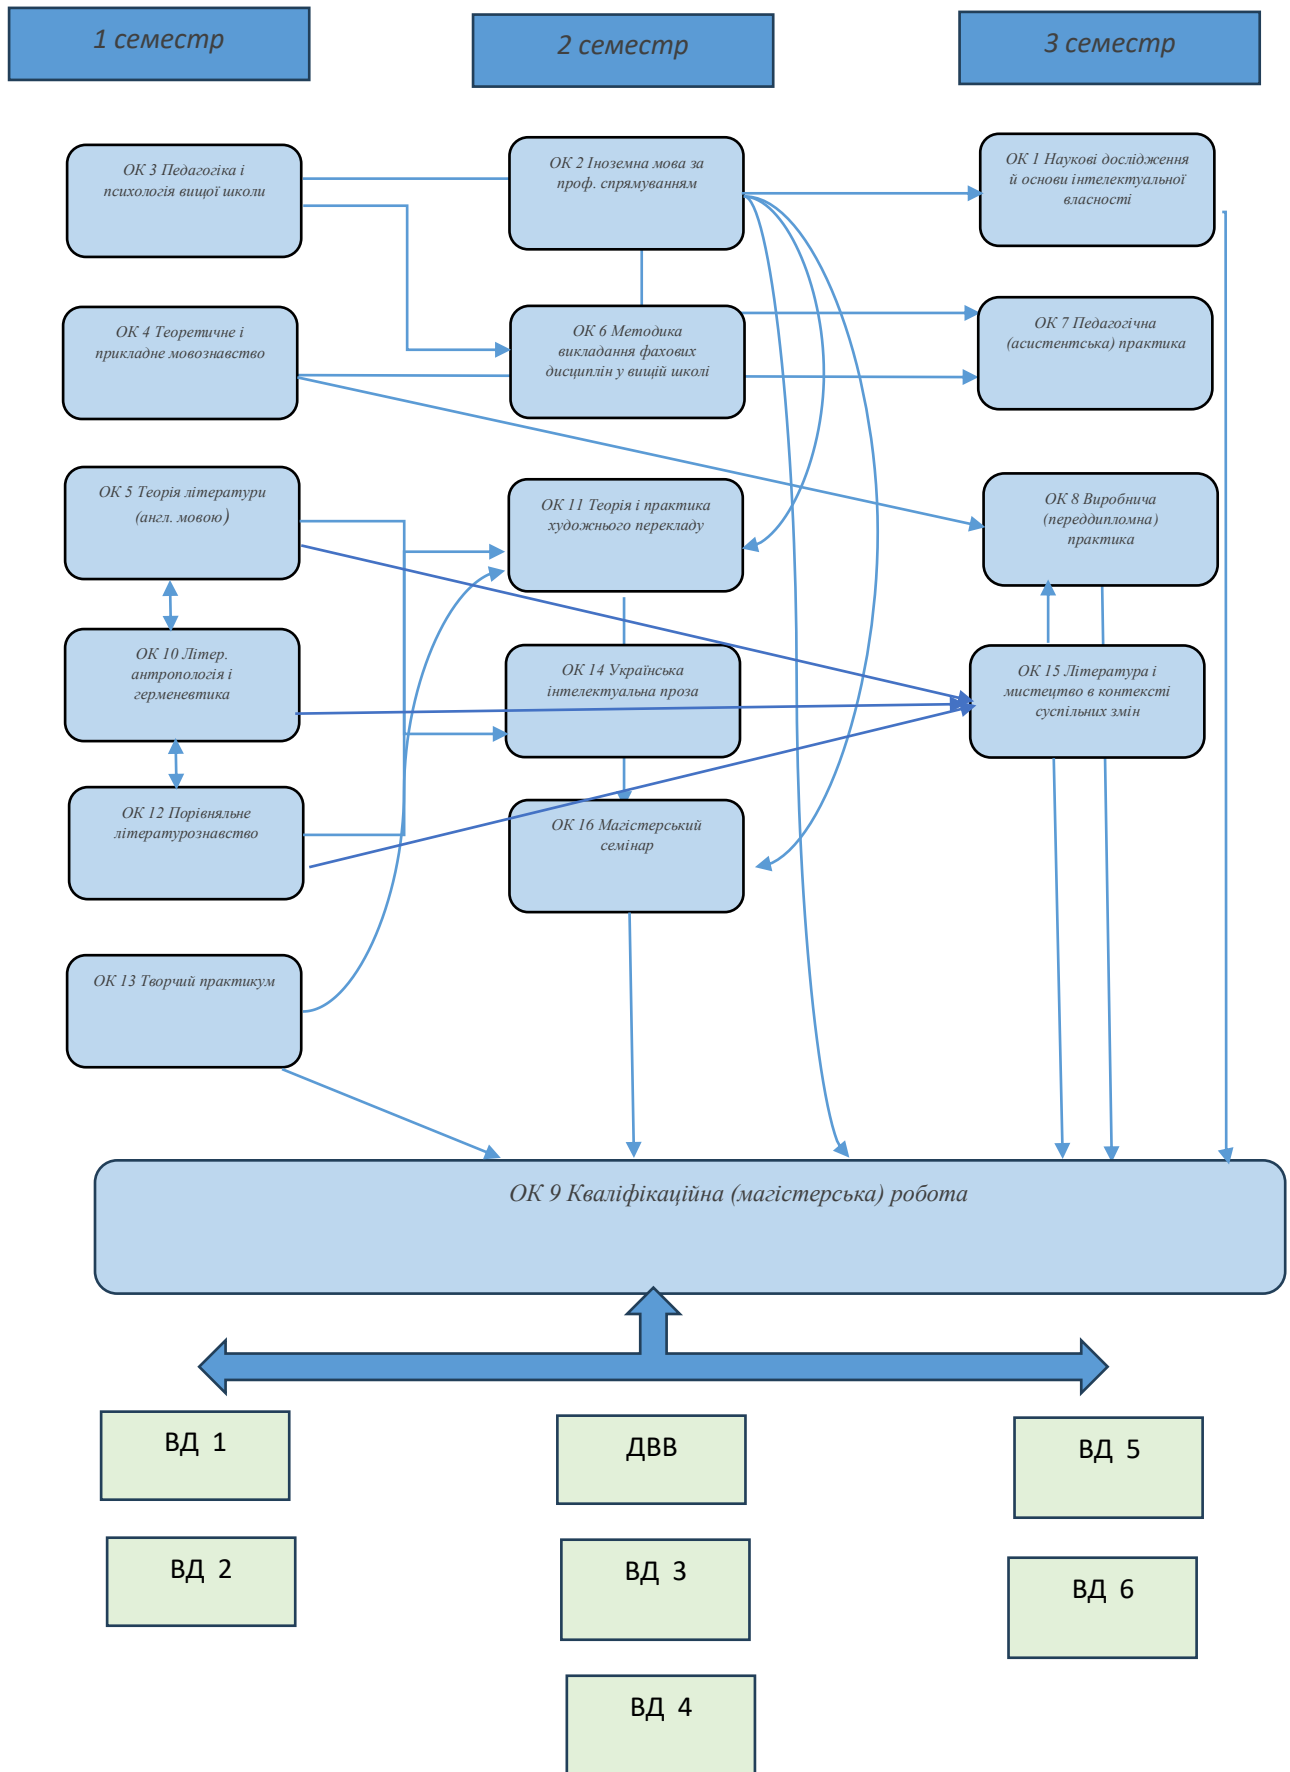 1 семестр
2 семестр
3 семестр
ОК 3 Педагогіка і
психологія вищої школи
ОК 2 Іноземна мова за
проф. спрямуванням
ОК 1 Наукові дослідження
й основи інтелектуальної
власності
ОК 4 Теоретичне і
прикладне мовознавство
ОК 6 Методика
викладання фахових
дисциплін у вищій школі
ОК 7 Педагогічна
(асистентська) практика
ОК 5 Теорія літератури
(англ. мовою)
ОК 11 Теорія і практика
художнього перекладу
ОК 8 Виробнича
(переддипломна)
практика
ОК 10 Літер.
антропологія і
герменевтика
ОК 14 Українська
інтелектуальна проза
ОК 15 Література і
мистецтво в контексті
суспільних змін
ОК 12 Порівняльне
літературознавство
ОК 16 Магістерський
семінар
ОК 13 Творчий практикум
ОК 9 Кваліфікаційна (магістерська) робота
ВД 1
ДВВ
ВД 5
ВД 2
ВД 3
ВД 6
ВД 4